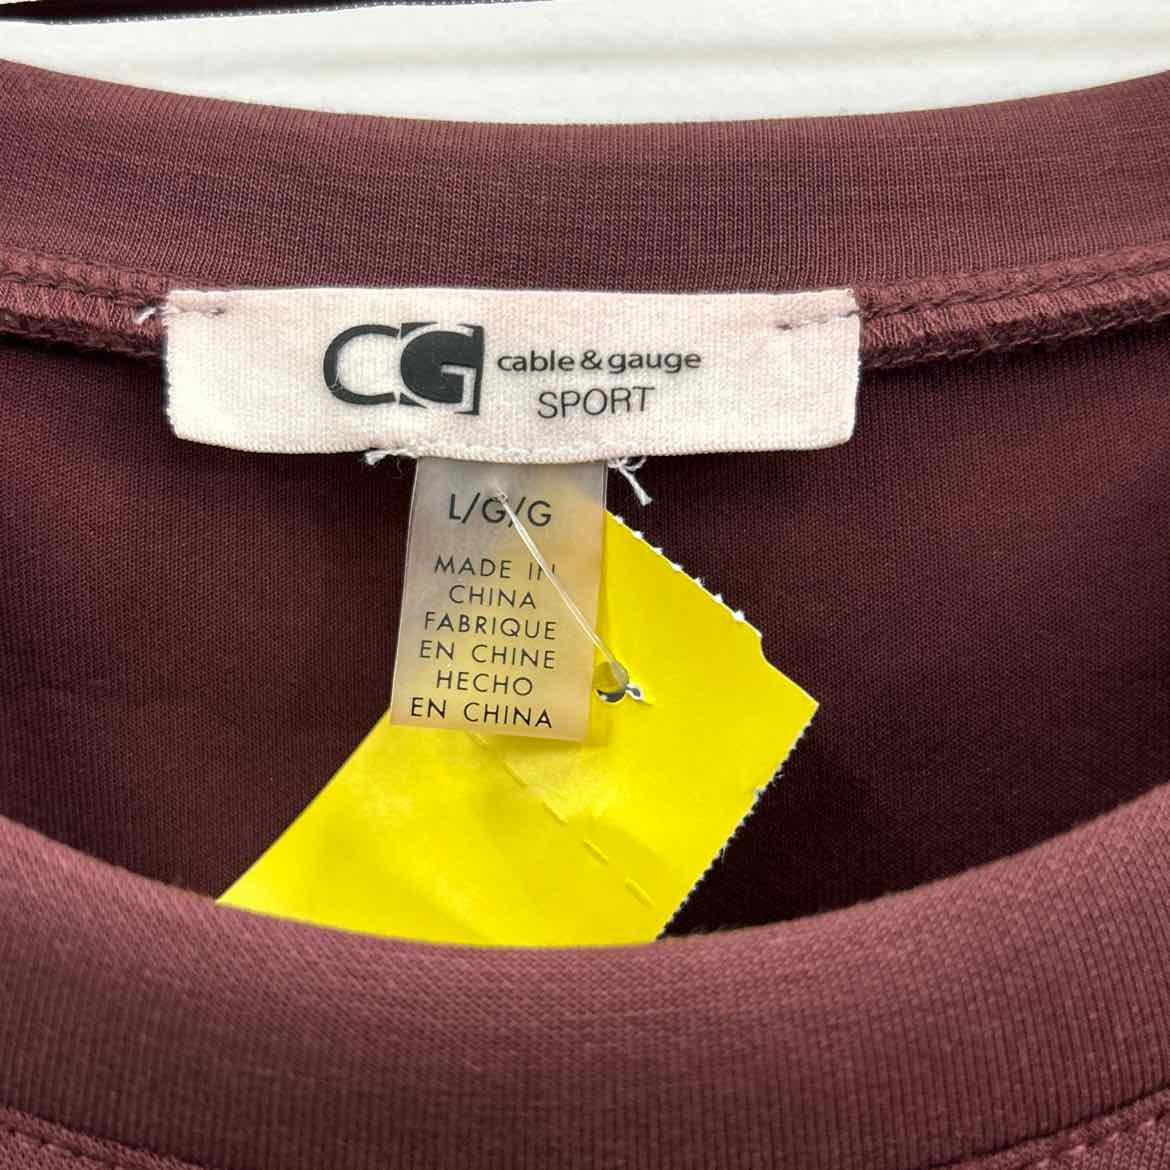 CG cable & gauge
SPORT
L/G/G
MADE IN
CHINA
FABRIQUE
EN CHINE
HECHO
EN CHINA